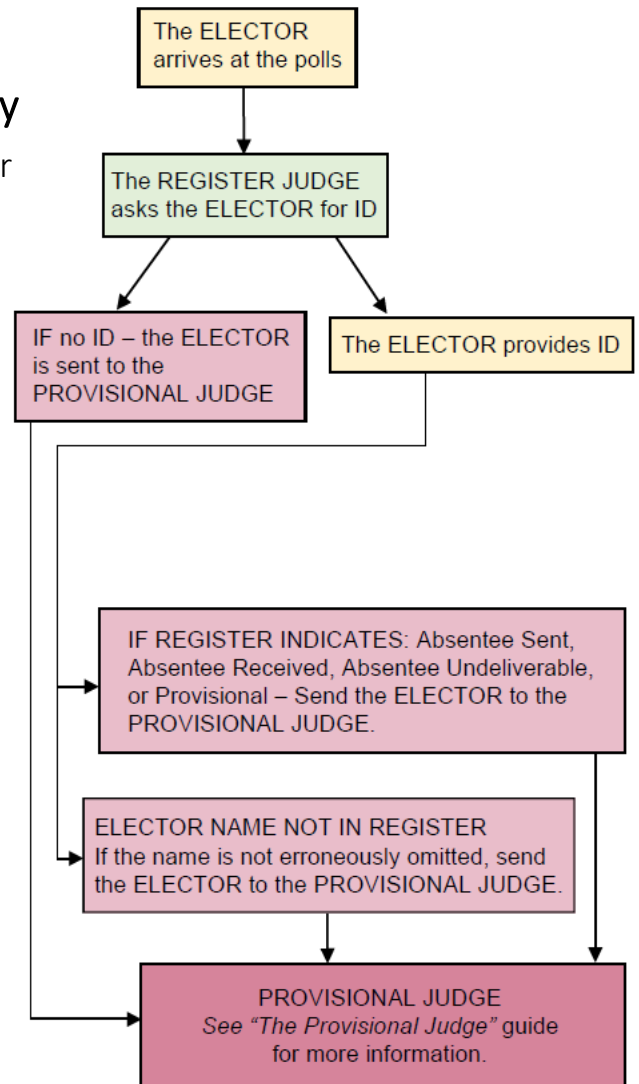 The ELECTOR
arrives at the polls
y
r
The REGISTER JUDGE
asks the ELECTOR for ID
IF no ID – the ELECTOR
is sent to the
PROVISIONAL JUDGE
The ELECTOR provides ID
IF REGISTER INDICATES: Absentee Sent,
Absentee Received, Absentee Undeliverable,
or Provisional – Send the ELECTOR to the
PROVISIONAL JUDGE.
ELECTOR NAME NOT IN REGISTER
If the name is not erroneously omitted, send
the ELECTOR to the PROVISIONAL JUDGE.
PROVISIONAL JUDGE
See "The Provisional Judge" guide
for more information.